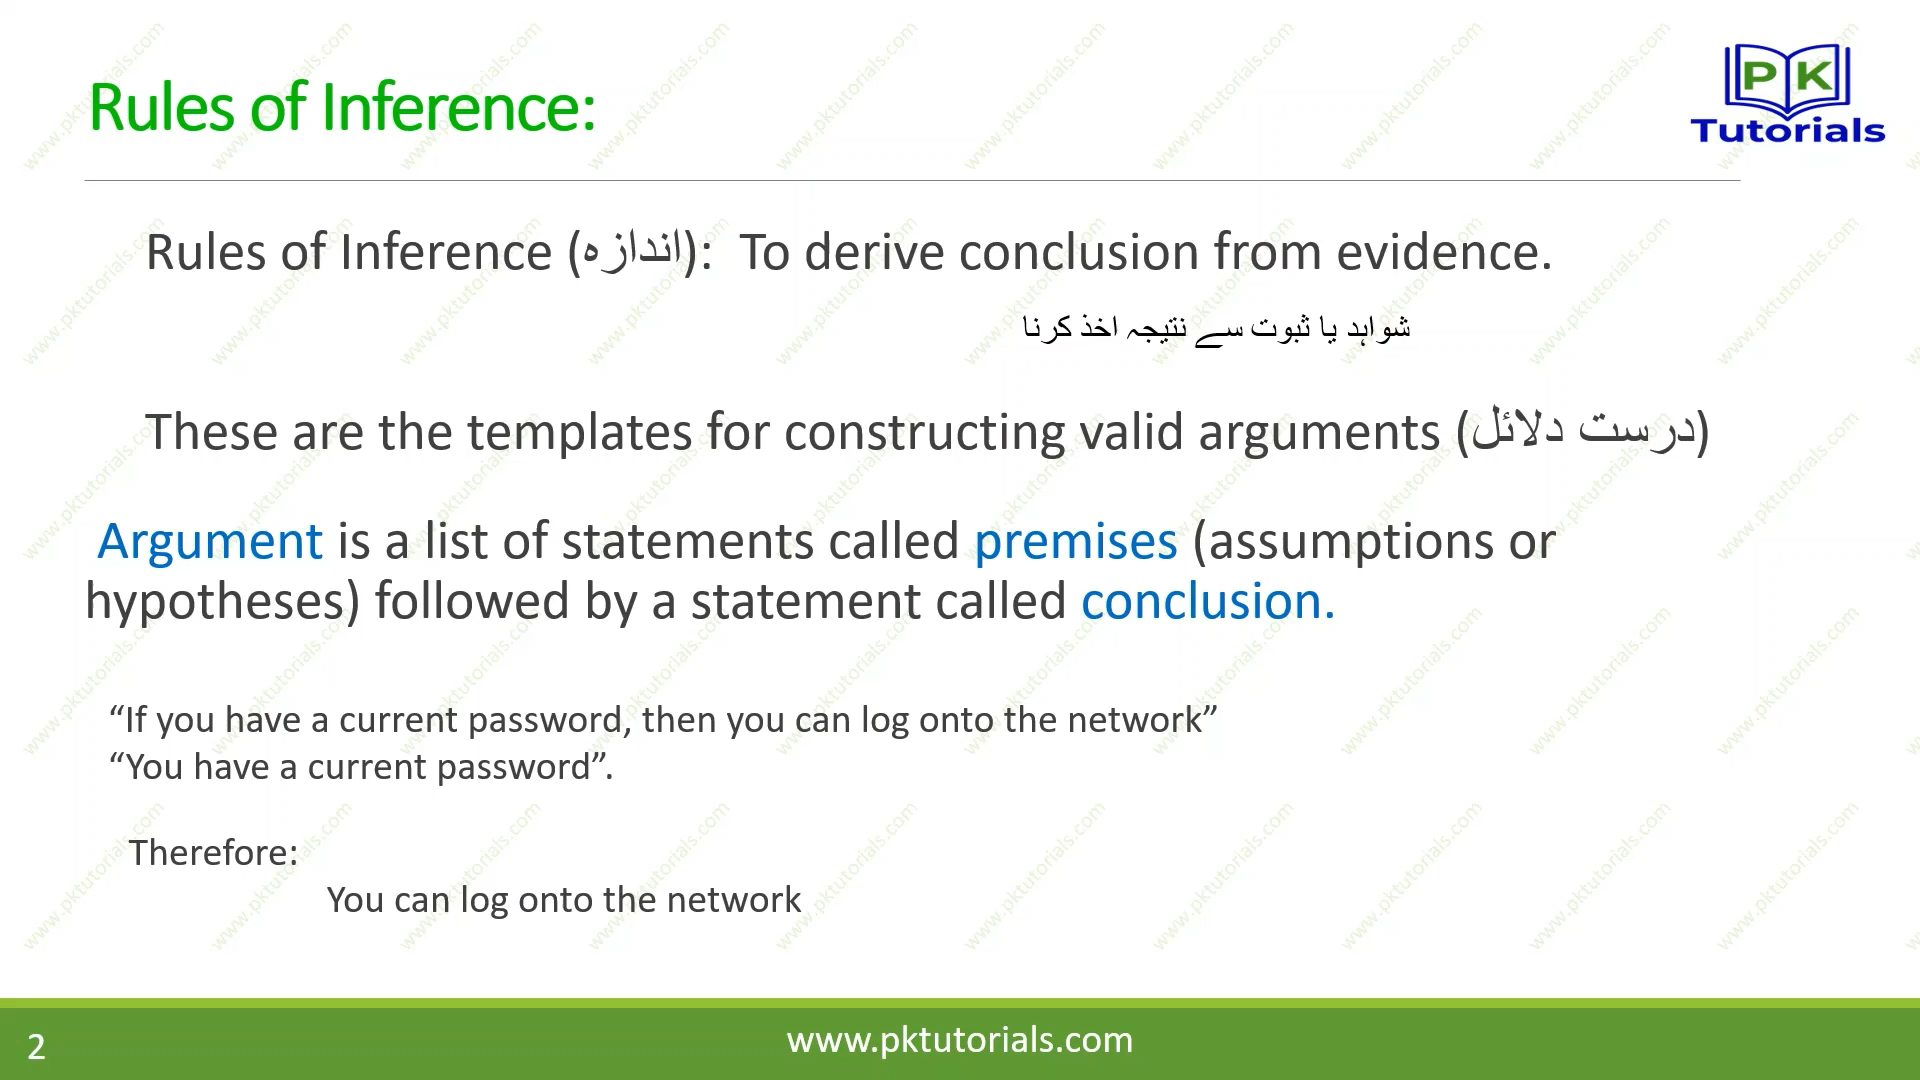 Rules of Inference:
PK
Tutorials
Rules of Inference (اندازہ):  To derive conclusion from evidence.
شواہد یا ثبوت سے نتیجہ اخذ کرنا
These are the templates for constructing valid arguments (درست دلائل)
Argument is a list of statements called premises (assumptions or
hypotheses) followed by a statement called conclusion.
“If you have a current password, then you can log onto the network”
“You have a current password”.
Therefore:
You can log onto the network
2
www.pktutorials.com